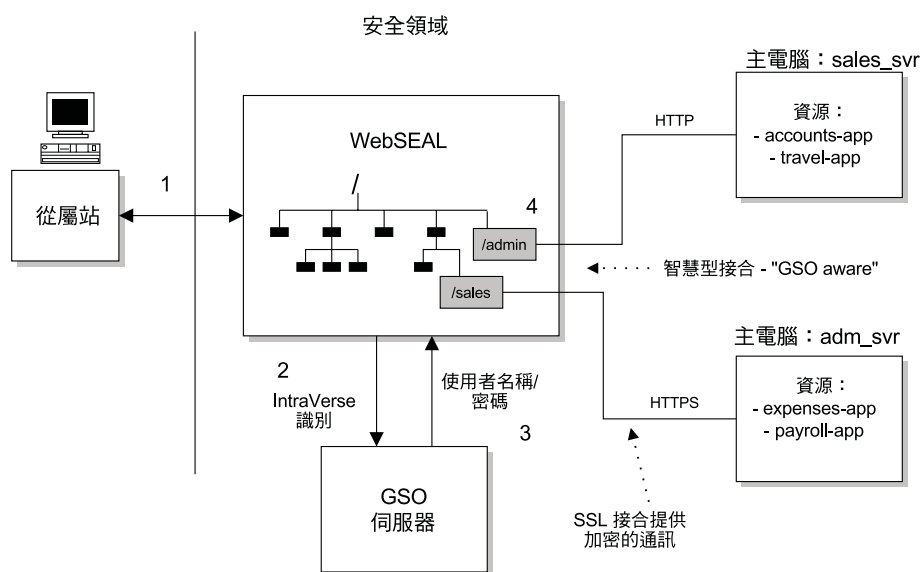 安全領域
主電腦：sales_svr
資源：
- accounts-app
- travel-app
HTTP
WebSEAL
/
1
從屬站
4
/admin
/sales
智慧型接合 - "GSO aware"
主電腦：adm_svr
資源：
- expenses-app
- payroll-app
HTTPS
2
IntraVerse
識別
使用者名稱/
密碼
3
GSO
伺服器
SSL 接合提供
加密的通訊